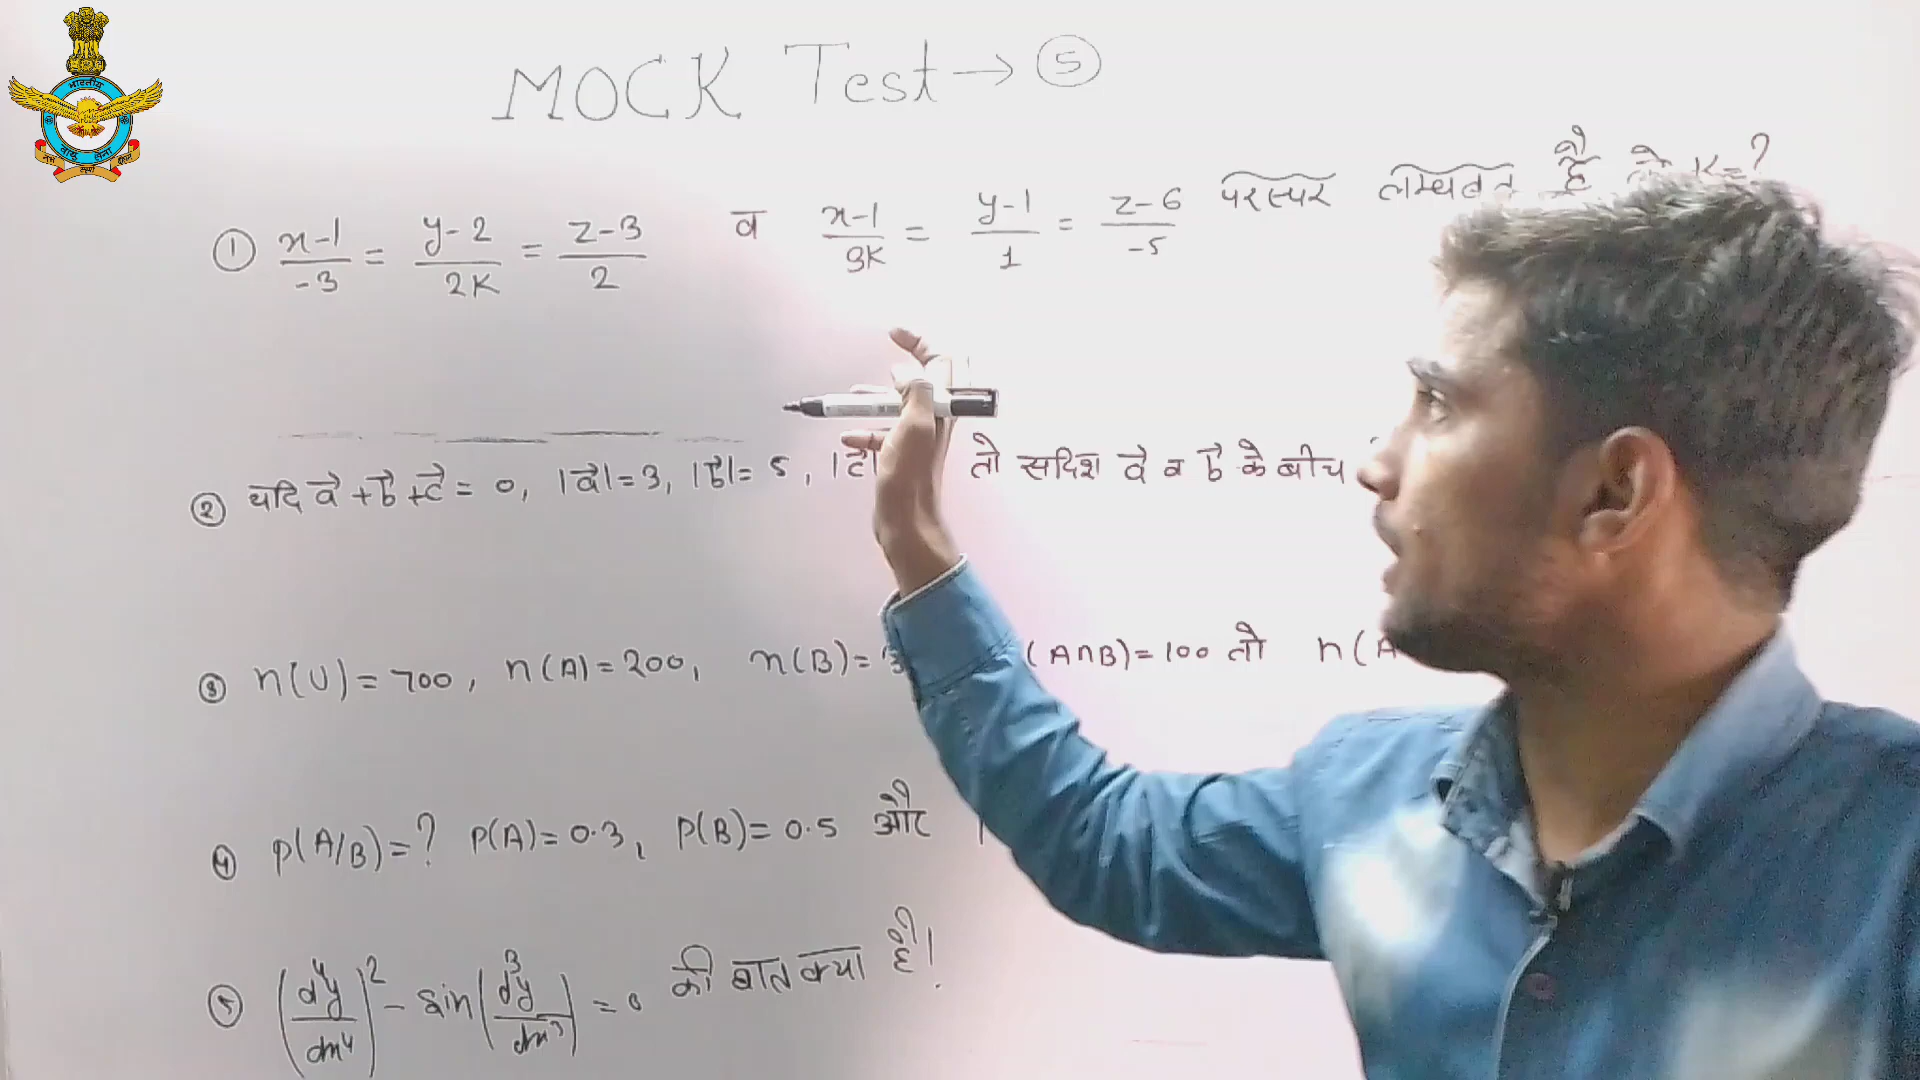 MOCK Test → ⑤
① x-1/-3 = y-2/2K = z-3/2 व x-1/3K = y-1/1 = z-6/-5 परस्पर लम्बवत है तो K=?
② यदि a⃗ + b⃗ + c⃗ = 0, |a⃗| = 3, |b⃗| = 5, |c⃗| तो सदिश a⃗ व b⃗ के बीच
③ n(U) = 700, n(A) = 200, n(B) = (A∩B) = 100 तो n(A
④ P(A/B) = ? P(A) = 0.3, P(B) = 0.5 और
⑤ (d⁴y/dx⁴)² - sin(d³y/dx³) = 0 की घात क्या है!
भारतीय
वायु सेना